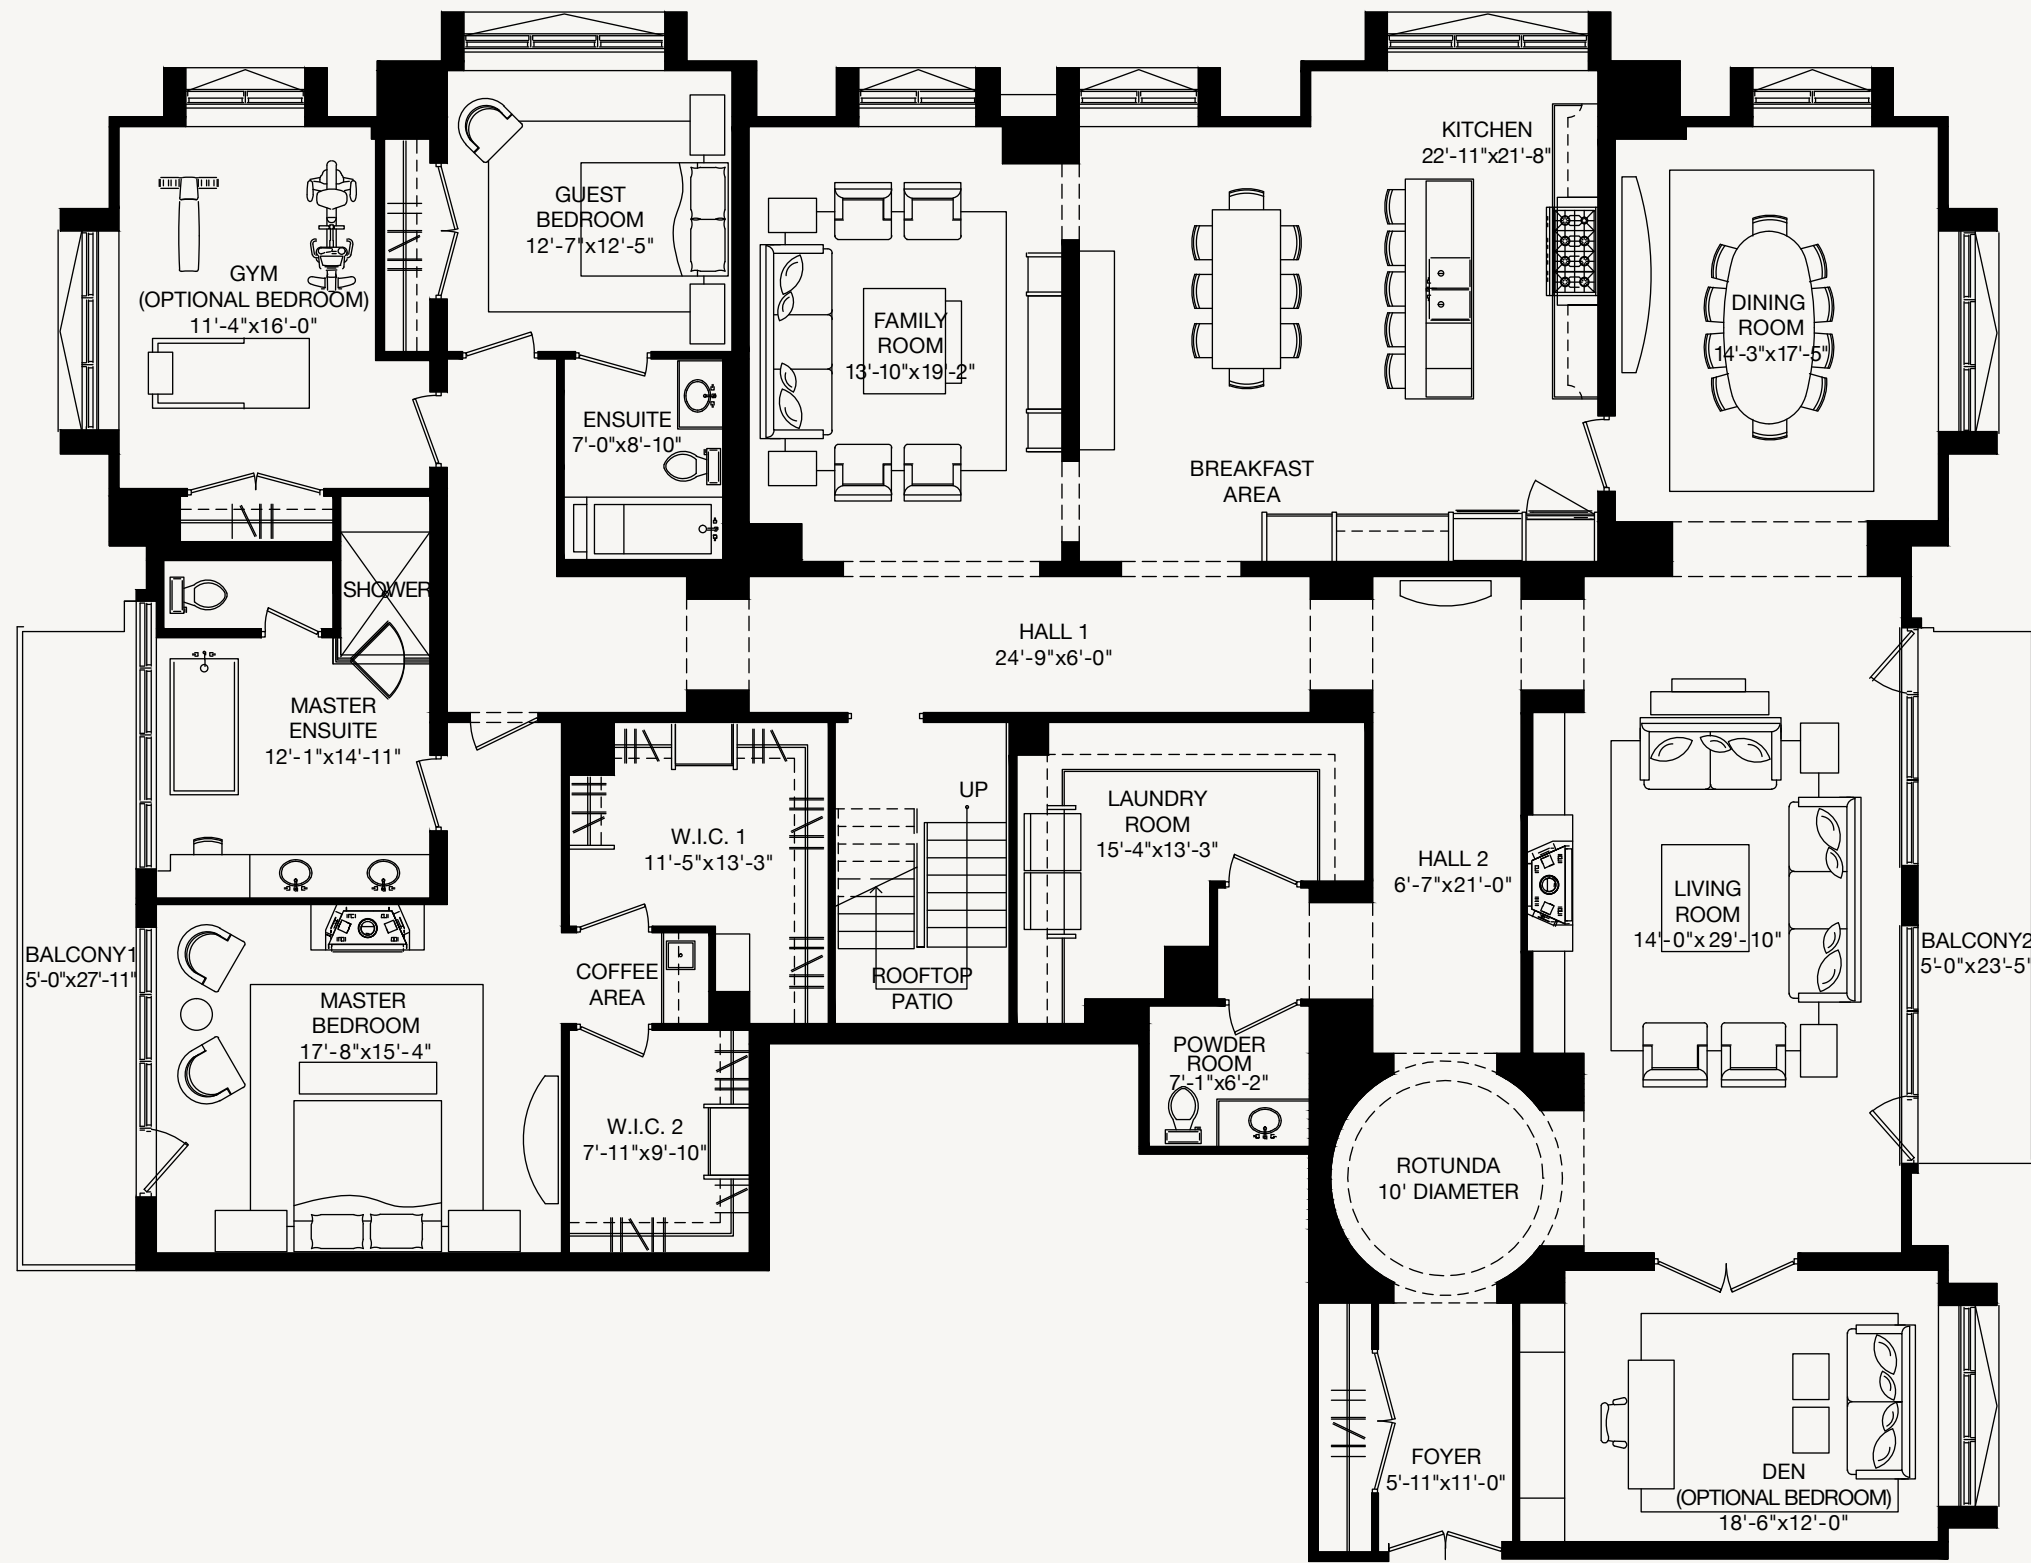 GYM
(OPTIONAL BEDROOM)
11'-4"x16'-0"
GUEST
BEDROOM
12'-7"x12'-5"
ENSUITE
7'-0"x8'-10"
FAMILY
ROOM
13'-10"x19'-2"
KITCHEN
22'-11"x21'-8"
BREAKFAST
AREA
DINING
ROOM
14'-3"x17'-5"
SHOWER
HALL 1
24'-9"x6'-0"
MASTER
ENSUITE
12'-1"x14'-11"
W.I.C. 1
11'-5"x13'-3"
UP
ROOFTOP
PATIO
LAUNDRY
ROOM
15'-4"x13'-3"
HALL 2
6'-7"x21'-0"
LIVING
ROOM
14'-0"x29'-10"
BALCONY1
5'-0"x27'-11"
BALCONY2
5'-0"x23'-5"
COFFEE
AREA
MASTER
BEDROOM
17'-8"x15'-4"
W.I.C. 2
7'-11"x9'-10"
POWDER
ROOM
7'-1"x6'-2"
ROTUNDA
10' DIAMETER
FOYER
5'-11"x11'-0"
DEN
(OPTIONAL BEDROOM)
18'-6"x12'-0"